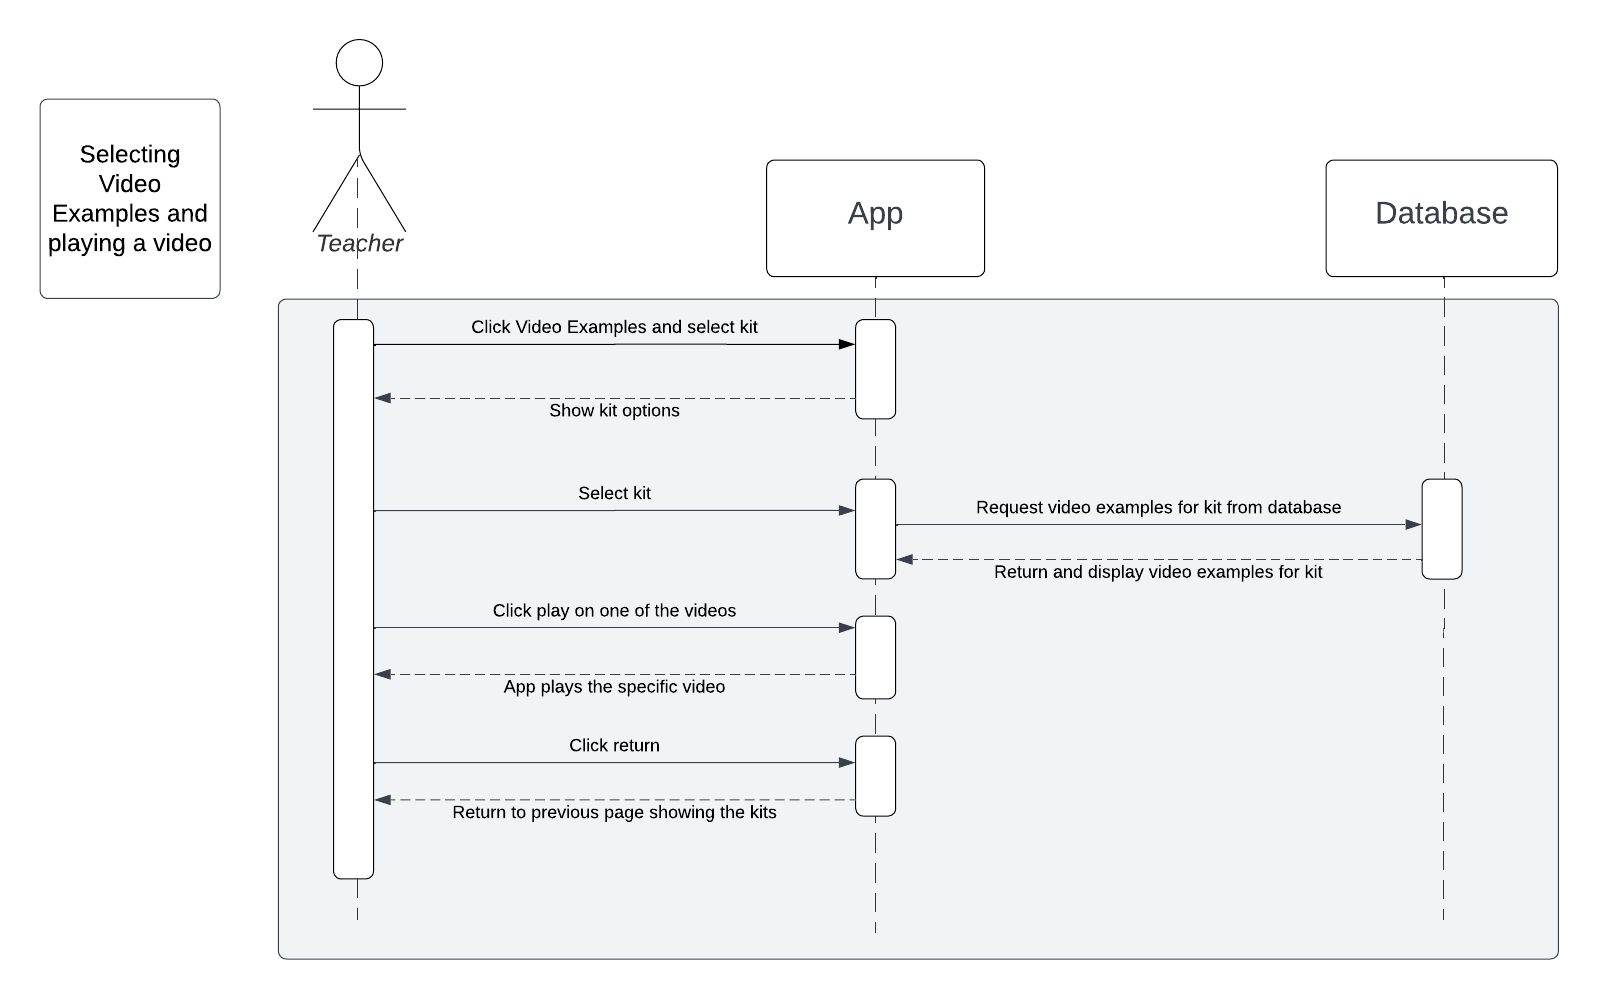 Selecting
Video
Examples and
playing a video
Teacher
App
Database
Click Video Examples and select kit
Show kit options
Select kit
Request video examples for kit from database
Return and display video examples for kit
Click play on one of the videos
App plays the specific video
Click return
Return to previous page showing the kits